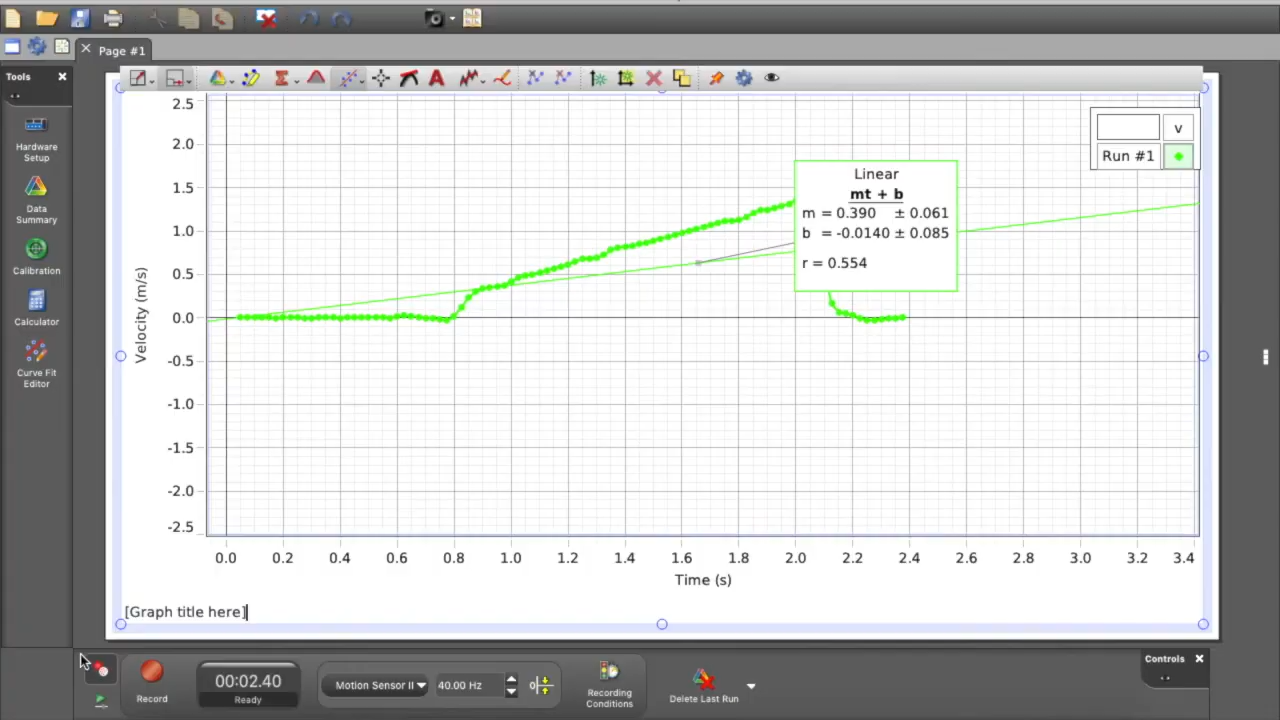 Page #1
Tools
Hardware
Setup
Data
Summary
Calibration
Calculator
Curve Fit
Editor
Velocity (m/s)
2.5
2.0
1.5
1.0
0.5
0.0
-0.5
-1.0
-1.5
-2.0
-2.5
v
Run #1
Linear
mt + b
m = 0.390 ± 0.061
b = -0.0140 ± 0.085
r = 0.554
0.0 0.2 0.4 0.6 0.8 1.0 1.2 1.4 1.6 1.8 2.0 2.2 2.4 2.6 2.8 3.0 3.2 3.4
Time (s)
[Graph title here]
Record
00:02.40
Ready
Motion Sensor II
40.00 Hz
Recording
Conditions
Delete Last Run
Controls